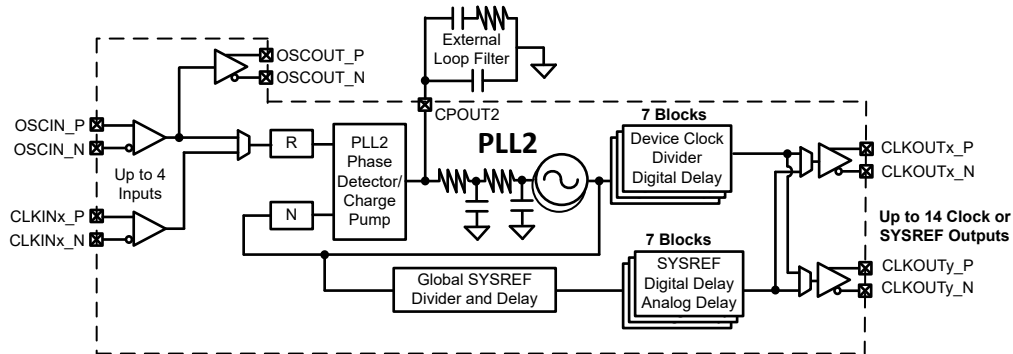 OSCOUT_P
OSCOUT_N
External
Loop Filter
CPOUT2
OSCIN_P
OSCIN_N
Up to 4
Inputs
CLKINx_P
CLKINx_N
R
N
PLL2
Phase
Detector/
Charge
Pump
PLL2
7 Blocks
Device Clock
Divider
Digital Delay
CLKOUTx_P
CLKOUTx_N
Up to 14 Clock or
SYSREF Outputs
7 Blocks
SYSREF
Digital Delay
Analog Delay
Global SYSREF
Divider and Delay
CLKOUTy_P
CLKOUTy_N